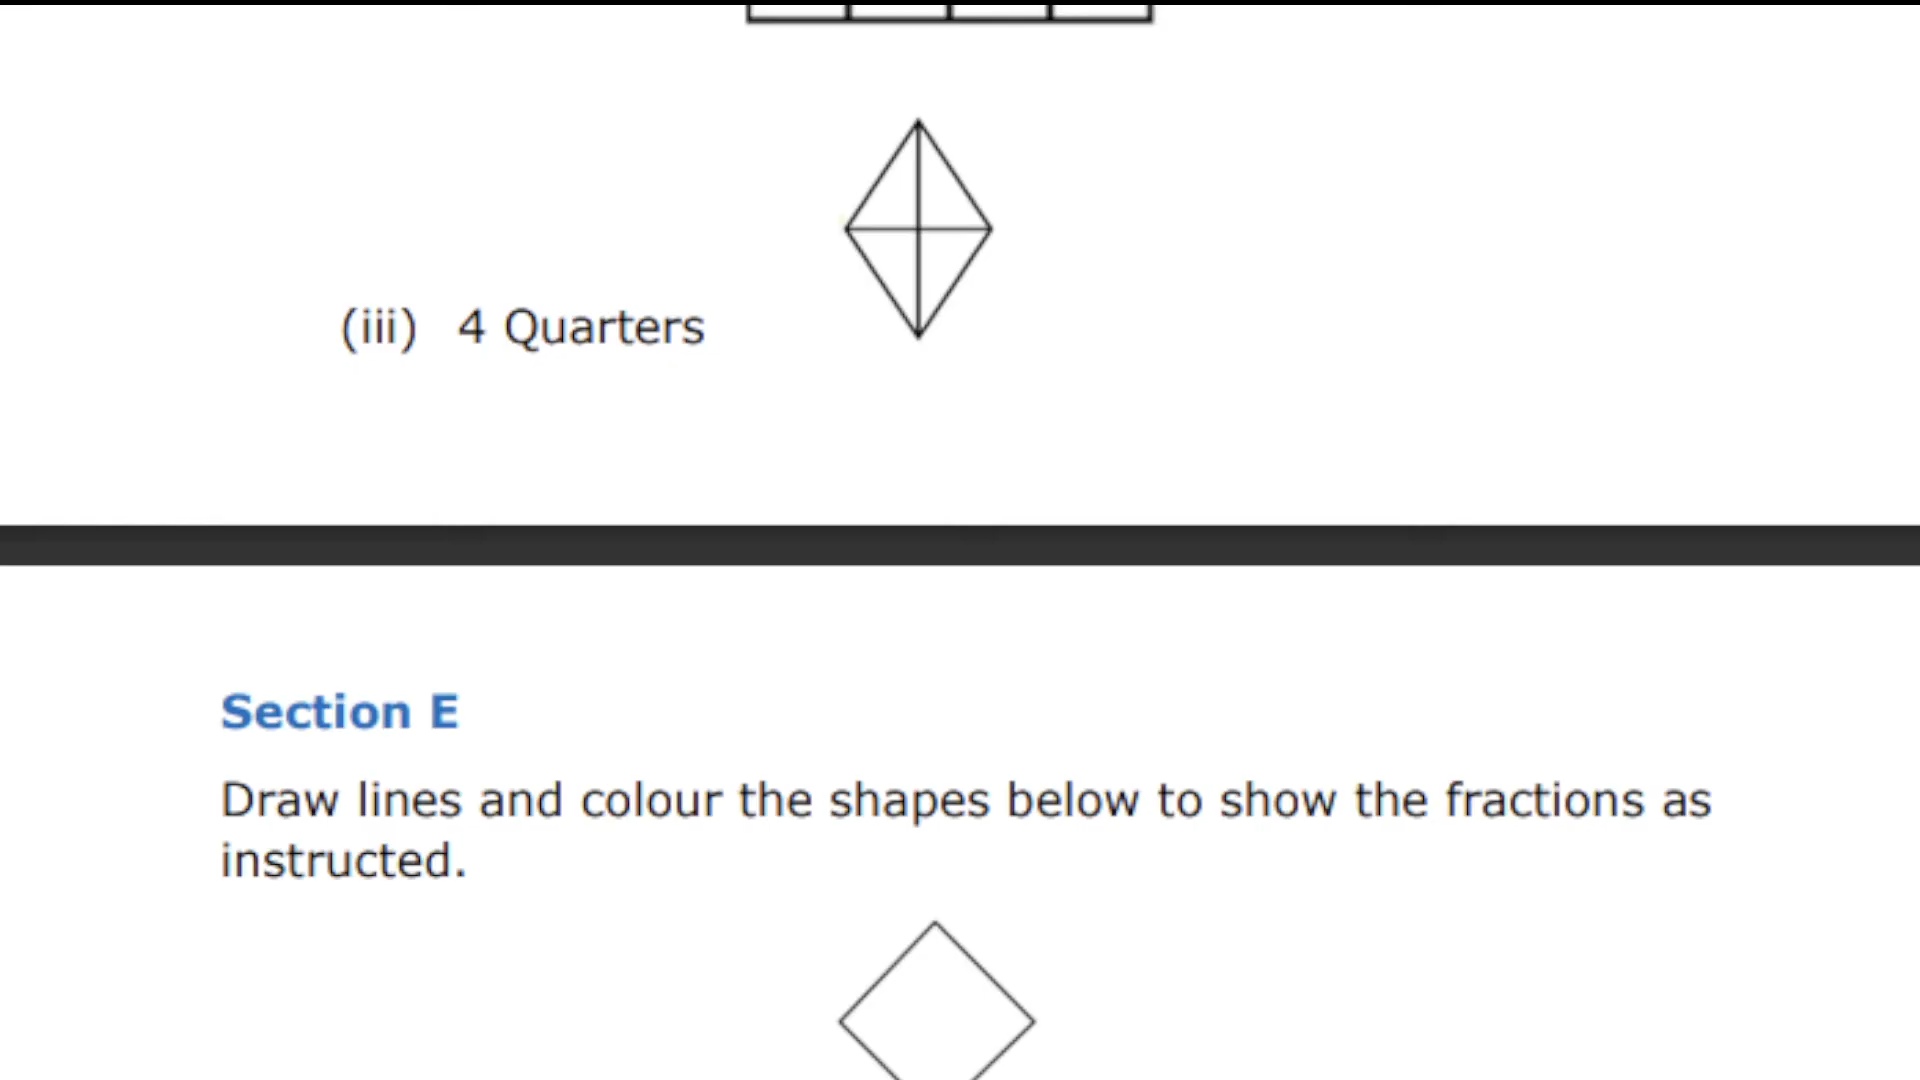 (iii) 4 Quarters
Section E
Draw lines and colour the shapes below to show the fractions as
instructed.